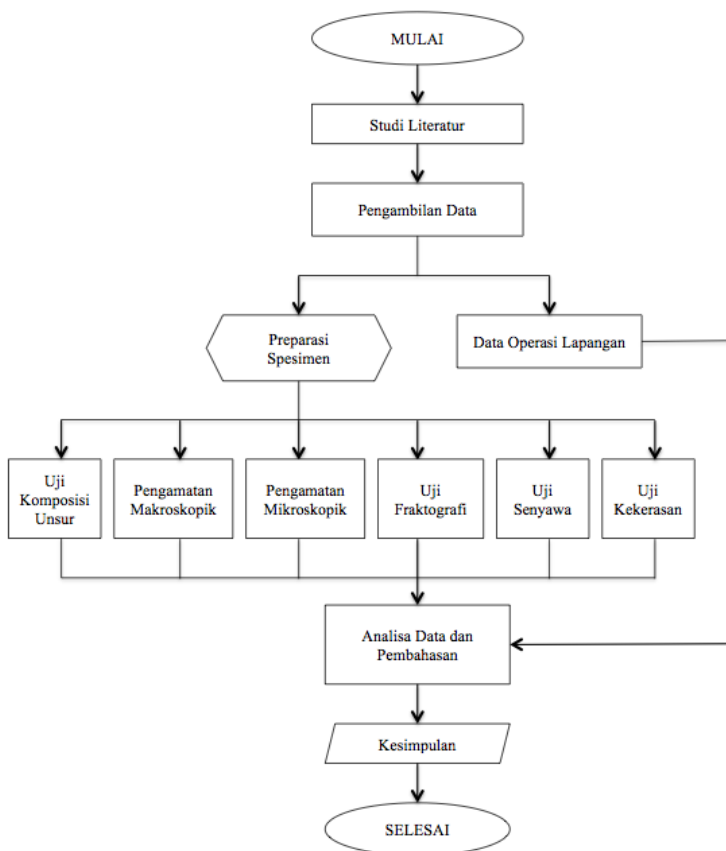 MULAI
Studi Literatur
Pengambilan Data
Preparasi
Spesimen
Data Operasi Lapangan
Uji
Komposisi
Unsur
Pengamatan
Makroskopik
Pengamatan
Mikroskopik
Uji
Fraktografi
Uji
Senyawa
Uji
Kekerasan
Analisa Data dan
Pembahasan
Kesimpulan
SELESAI